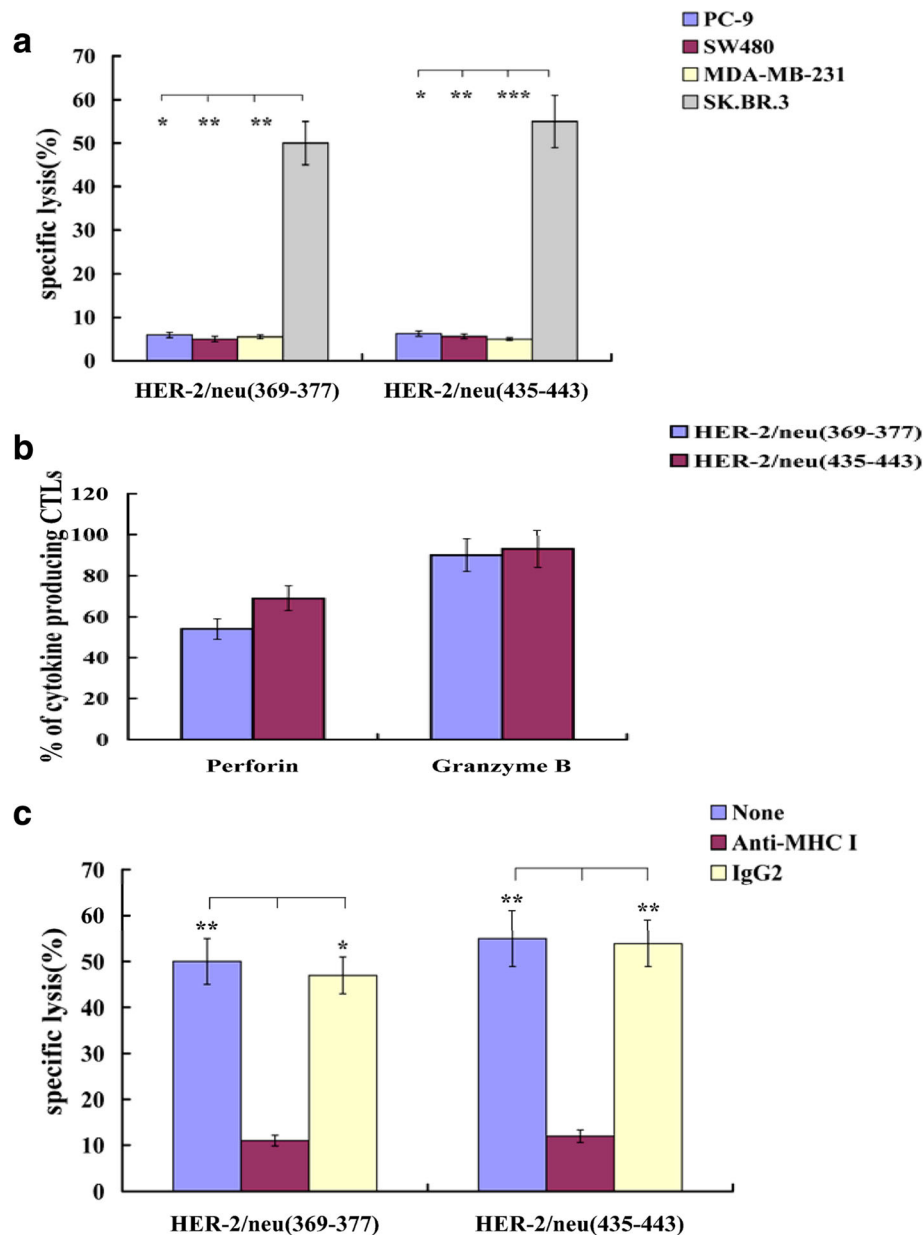 a
PC-9
SW480
MDA-MB-231
SK.BR.3
specific lysis(%)
70
60
50
40
30
20
10
0
* ** ** * ** ***
HER-2/neu(369-377) HER-2/neu(435-443)
b
HER-2/neu(369-377)
HER-2/neu(435-443)
% of cytokine producing CTLs
120
100
80
60
40
20
0
Perforin Granzyme B
c
None
Anti-MHC I
IgG2
specific lysis(%)
70
60
50
40
30
20
10
0
** * ** **
HER-2/neu(369-377) HER-2/neu(435-443)